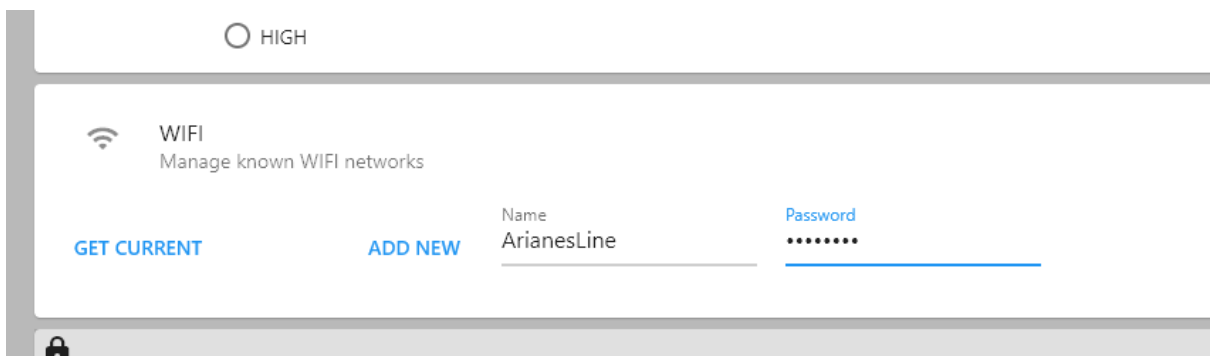 HIGH
WIFI
Manage known WIFI networks
GET CURRENT
ADD NEW
Name
ArianesLine
Password
••••••••